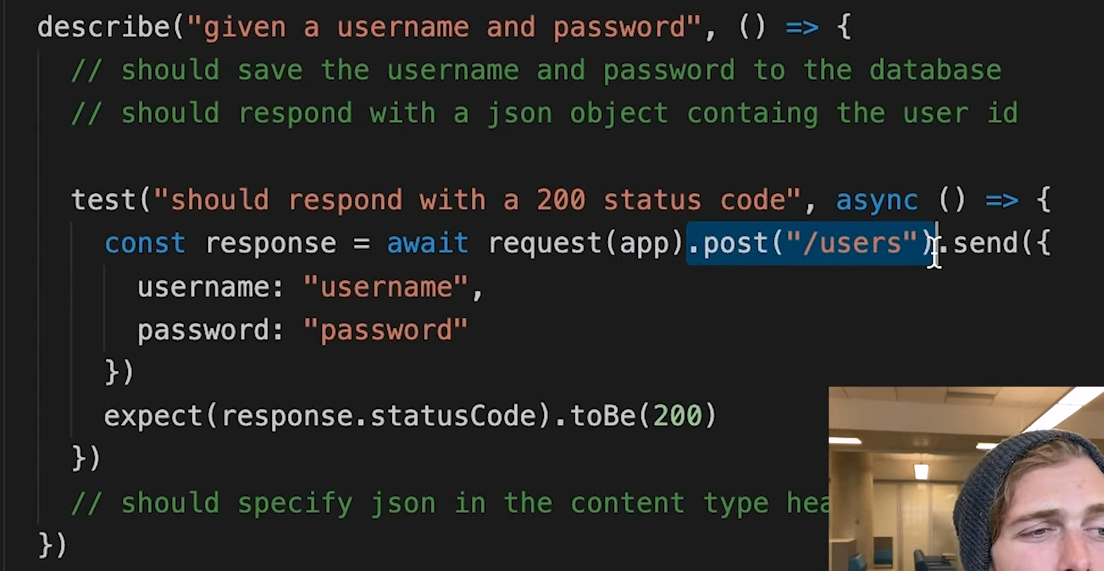 describe("given a username and password", () => {
// should save the username and password to the database
// should respond with a json object containg the user id
test("should respond with a 200 status code", async () => {
const response = await request(app).post("/users").send({
username: "username",
password: "password"
})
expect(response.statusCode).toBe(200)
})
// should specify json in the content type
})